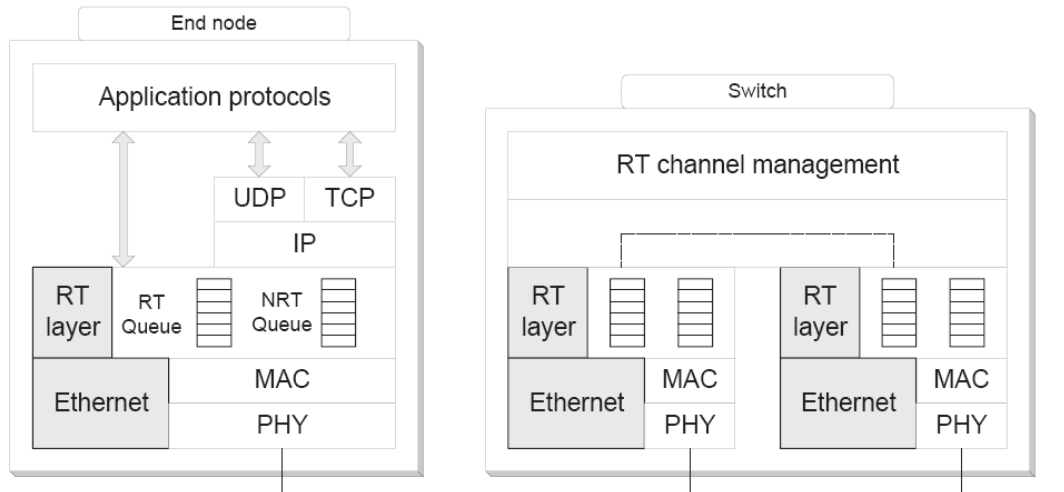 End node
Application protocols
UDP
TCP
IP
RT
layer
RT
Queue
NRT
Queue
Ethernet
MAC
PHY
Switch
RT channel management
RT
layer
Ethernet
MAC
PHY
RT
layer
Ethernet
MAC
PHY